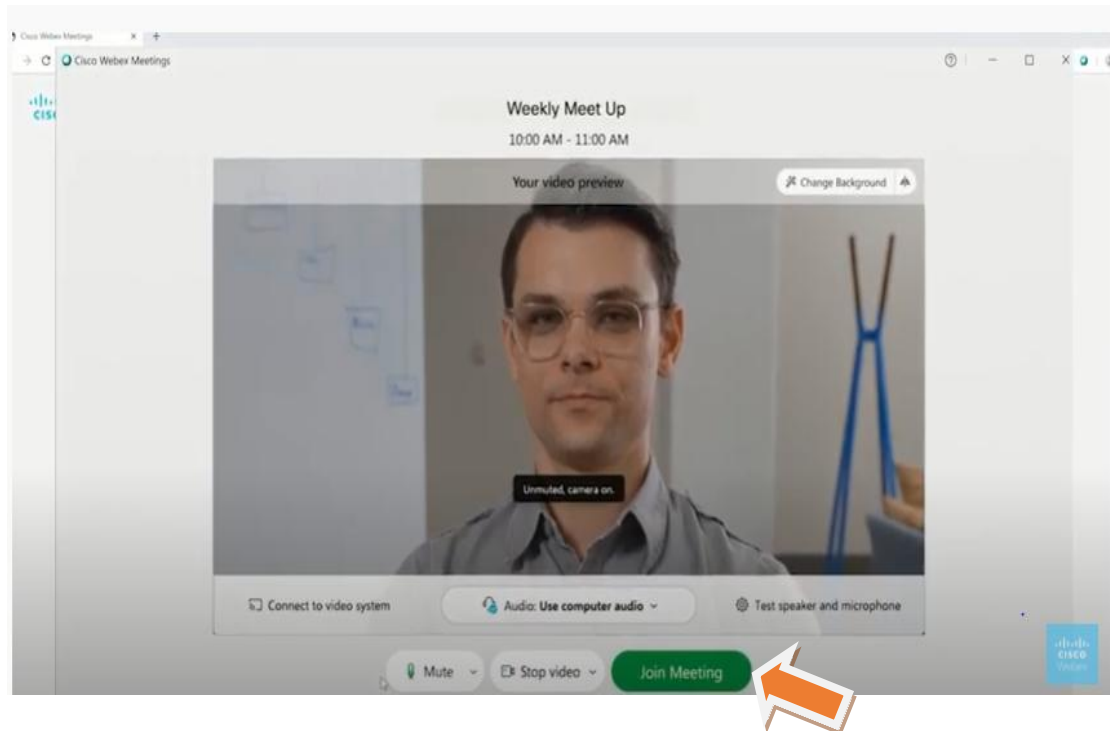 Cisco Webex Meetings
Cisco Webex Meetings
Weekly Meet Up
10:00 AM - 11:00 AM
Your video preview
Change Background
Unmuted, camera on.
Connect to video system
Audio: Use computer audio
Test speaker and microphone
Mute
Stop video
Join Meeting
CISCO
Webex